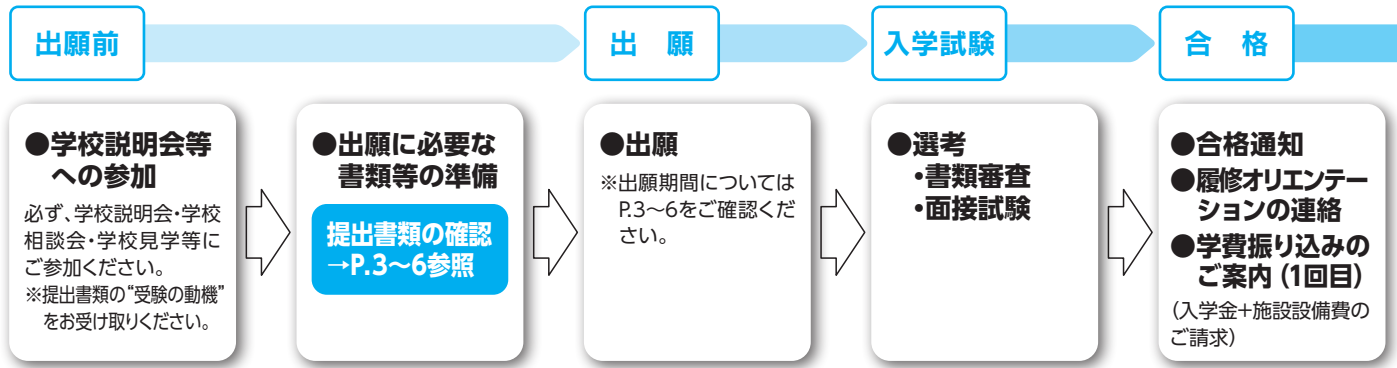 出願前
出　願
入学試験
合　格
●学校説明会等
への参加
必ず、学校説明会・学校
相談会・学校見学等に
ご参加ください。
※提出書類の“受験の動機”
をお受け取りください。
●出願に必要な
書類等の準備
提出書類の確認
→P.3～6参照
●出願
※出願期間については
P.3～6をご確認くだ
さい。
●選考
・書類審査
・面接試験
●合格通知
●履修オリエンテー
ションの連絡
●学費振り込みの
ご案内（1回目）
（入学金+施設設備費の
ご請求）